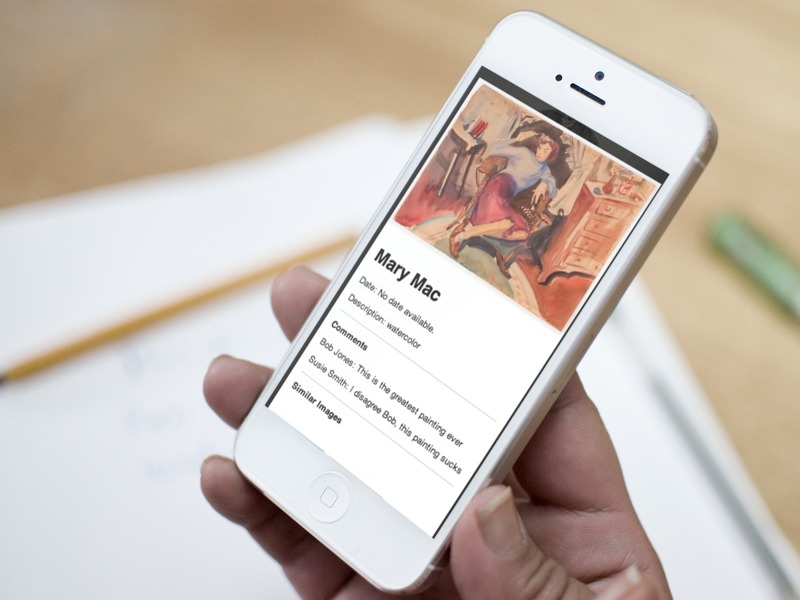 Mary Mac
Date: No date available.
Description: watercolor
Comments
Bob Jones: This is the greatest painting ever
Susie Smith: I disagree Bob, this painting sucks
Similar Images